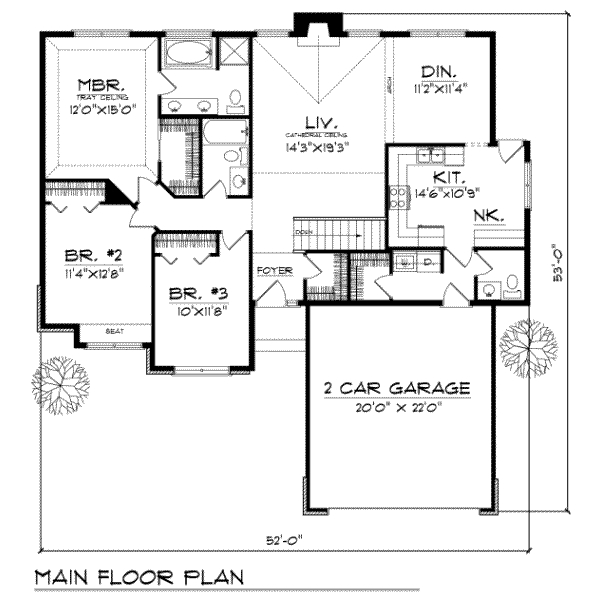 MBR.
TRAY CEILING
12'0"X15'0"
LIV.
CATHEDRAL CEILING
14'3"X19'3"
ARCH
DIN.
11'2"X11'4"
KIT.
14'6"X10'9"
NK.
DOWN
BR. #2
11'4"X12'8"
SEAT
BR. #3
10'X11'8"
FOYER
W. D.
2 CAR GARAGE
20'0" X 22'0"
53'-0"
52'-0"
MAIN FLOOR PLAN